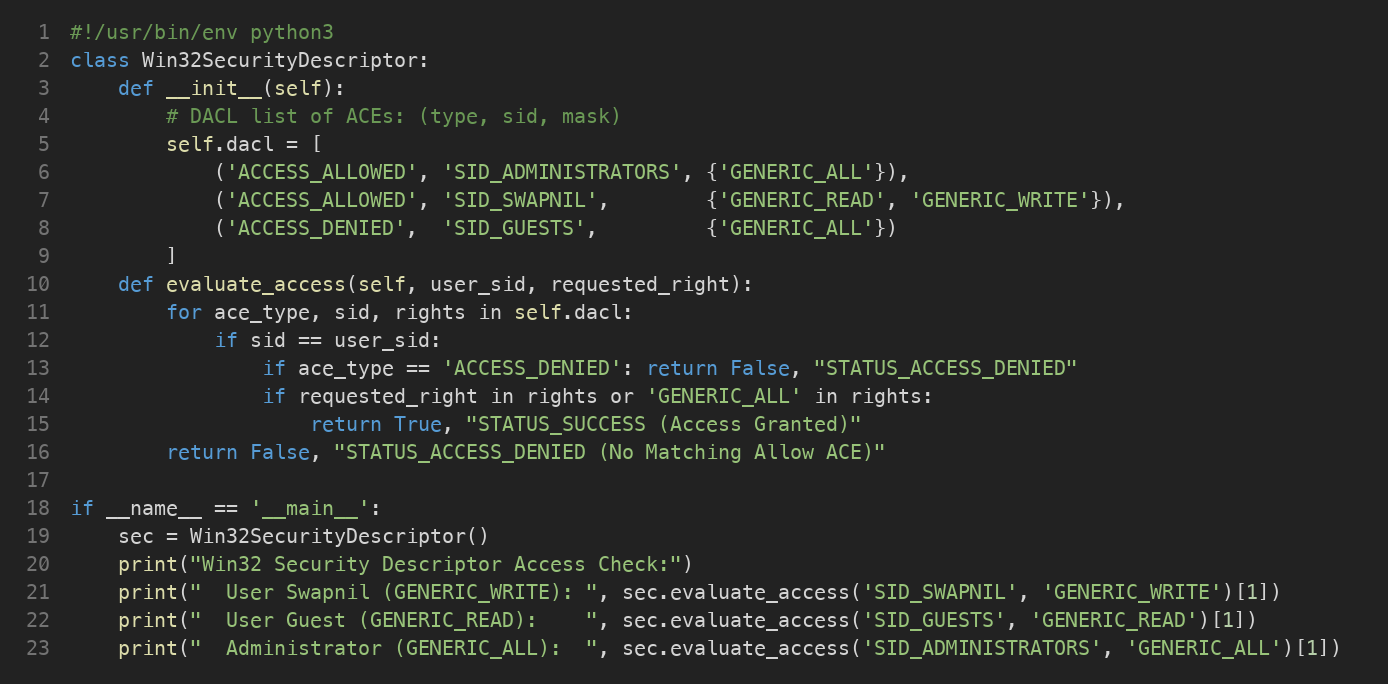 1 #!/usr/bin/env python3
2 class Win32SecurityDescriptor:
3     def __init__(self):
4         # DACL list of ACEs: (type, sid, mask)
5         self.dacl = [
6             ('ACCESS_ALLOWED', 'SID_ADMINISTRATORS', {'GENERIC_ALL'}),
7             ('ACCESS_ALLOWED', 'SID_SWAPNIL',        {'GENERIC_READ', 'GENERIC_WRITE'}),
8             ('ACCESS_DENIED',  'SID_GUESTS',         {'GENERIC_ALL'})
9         ]
10     def evaluate_access(self, user_sid, requested_right):
11         for ace_type, sid, rights in self.dacl:
12             if sid == user_sid:
13                 if ace_type == 'ACCESS_DENIED': return False, "STATUS_ACCESS_DENIED"
14                 if requested_right in rights or 'GENERIC_ALL' in rights:
15                     return True, "STATUS_SUCCESS (Access Granted)"
16         return False, "STATUS_ACCESS_DENIED (No Matching Allow ACE)"
17
18 if __name__ == '__main__':
19     sec = Win32SecurityDescriptor()
20     print("Win32 Security Descriptor Access Check:")
21     print("  User Swapnil (GENERIC_WRITE): ", sec.evaluate_access('SID_SWAPNIL', 'GENERIC_WRITE')[1])
22     print("  User Guest (GENERIC_READ):    ", sec.evaluate_access('SID_GUESTS', 'GENERIC_READ')[1])
23     print("  Administrator (GENERIC_ALL):  ", sec.evaluate_access('SID_ADMINISTRATORS', 'GENERIC_ALL')[1])